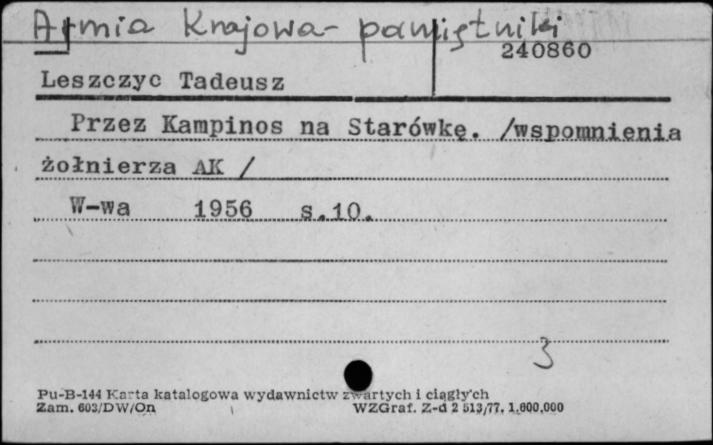 Armia Krajowa - pamiętniki
240860
Leszczyc Tadeusz
Przez Kampinos na Starówkę. /wspomnienia
żołnierza AK /
W-wa 1956 s.10.
3
Pu-B-144 Karta katalogowa wydawnictw zwartych i ciągłych
Zam. 603/DW/On WZGraf. Z-d 2 513/77. 1.600.000